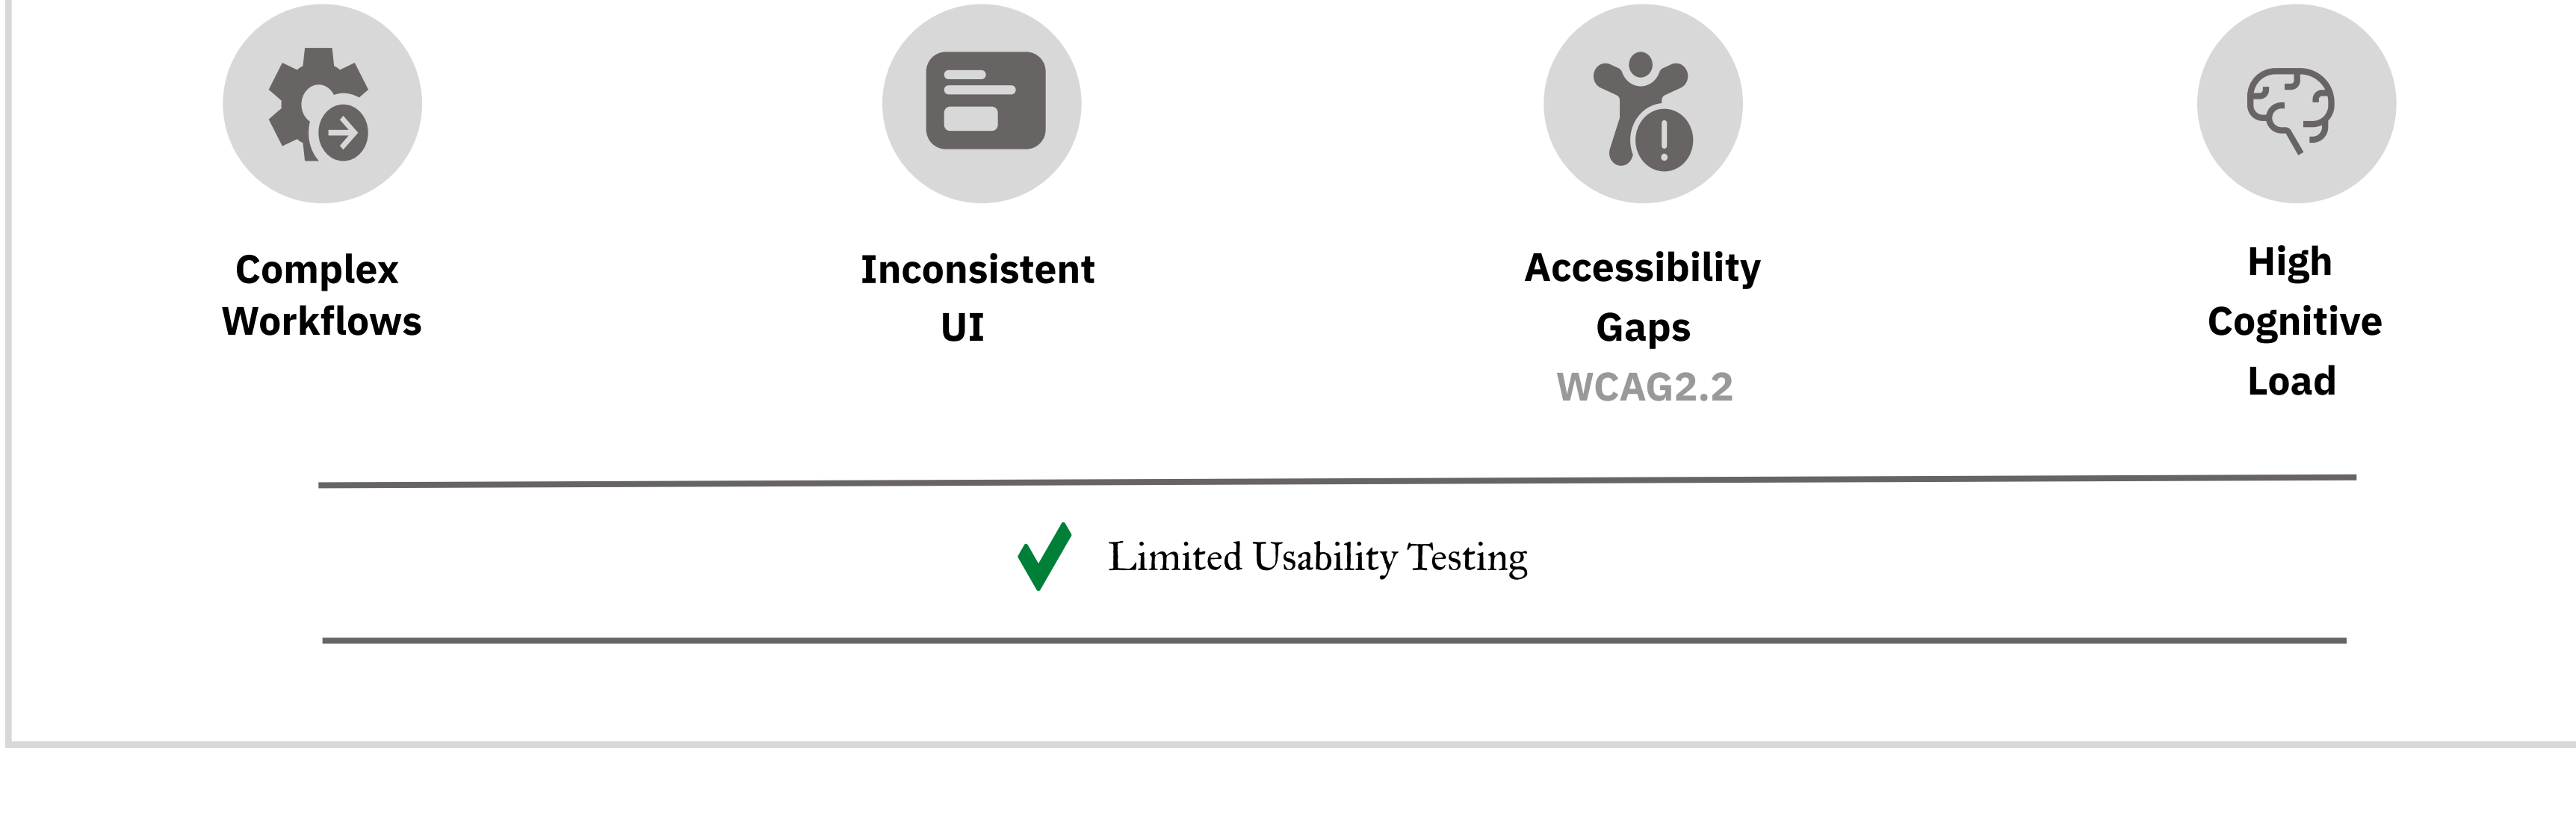 Complex
Workflows
Inconsistent
UI
Accessibility
Gaps
WCAG2.2
High
Cognitive
Load
Limited Usability Testing